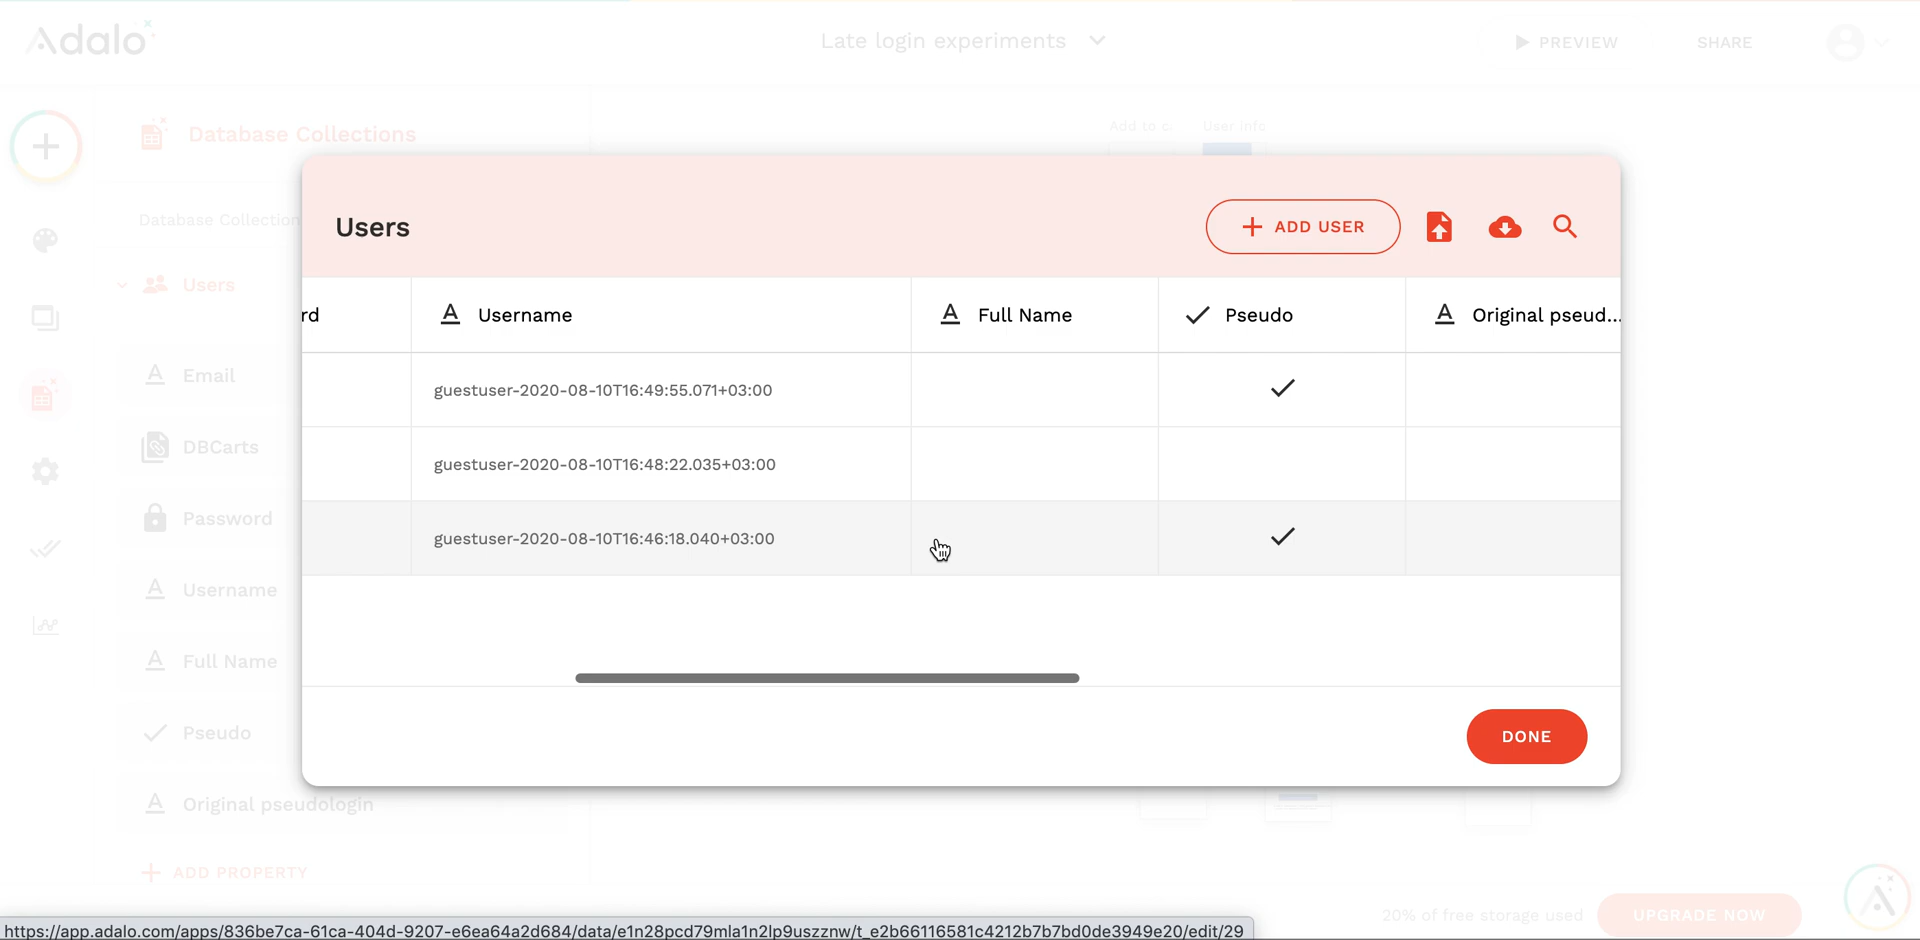 Adalo
Late login experiments
PREVIEW
SHARE
Database Collections
Add to c.
User info
Database Collection
Users
ADD USER
rd
Username
Full Name
Pseudo
Original pseud...
guestuser-2020-08-10T16:49:55.071+03:00
guestuser-2020-08-10T16:48:22.035+03:00
guestuser-2020-08-10T16:46:18.040+03:00
DONE
Users
Email
DBCarts
Password
Username
Full Name
Pseudo
Original pseudologin
ADD PROPERTY
20% of free storage used
UPGRADE NOW
https://app.adalo.com/apps/836be7ca-61ca-404d-9207-e6ea64a2d684/data/e1n28pcd79mla1n2lp9uszznw/t_e2b66116581c4212b7b7bd0de3949e20/edit/29